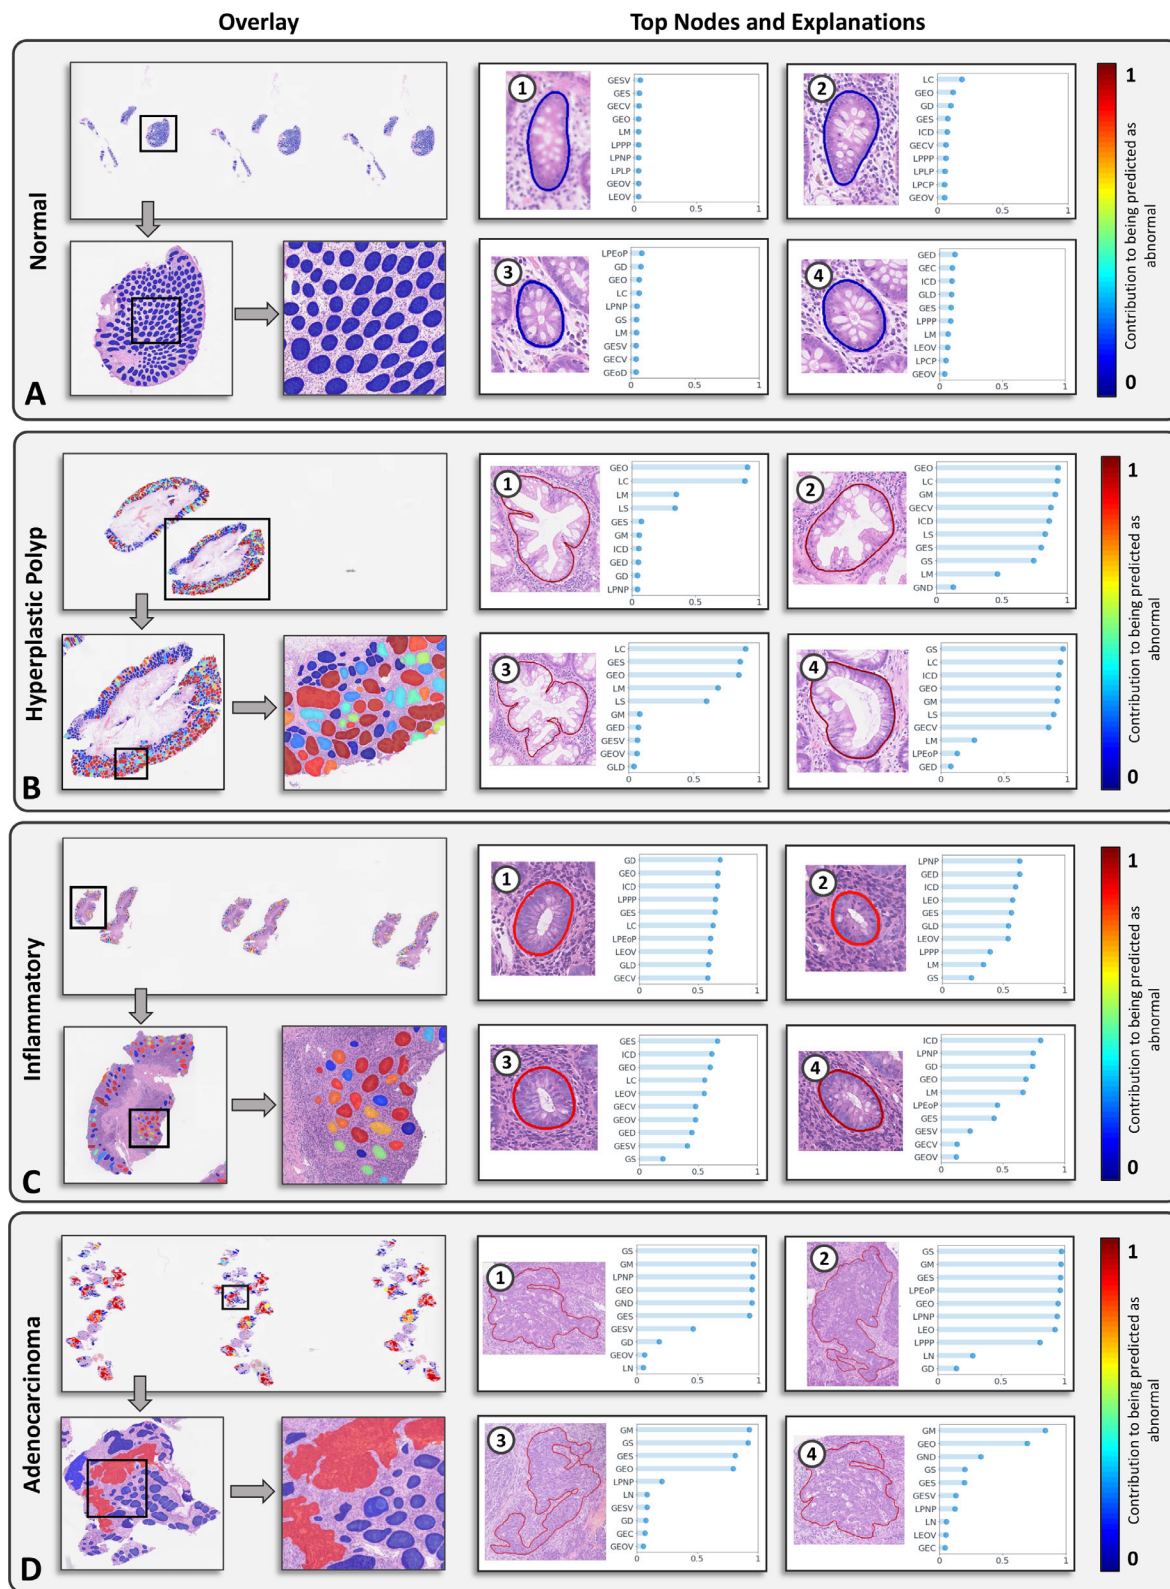 Overlay
Top Nodes and Explanations
Normal
A
1
GESV
GES
GECV
GEO
LM
LPPP
LPNP
LPLP
GEOV
LEOV
0 0.5 1
2
LC
GEO
GD
GES
ICD
GECV
LPPP
LPLP
LPCP
GEOV
0 0.5 1
3
LPEoP
GD
GEO
LC
LPNP
GS
LM
GESV
GECV
GEoD
0 0.5 1
4
GED
GEC
ICD
GLD
GES
LPPP
LM
LEOV
LPCP
GEOV
0 0.5 1
1
0
Contribution to being predicted as
abnormal
Hyperplastic Polyp
B
1
GEO
LC
LM
LS
GES
GM
ICD
GED
GD
LPNP
0 0.5 1
2
GEO
LC
GM
GECV
ICD
LS
GES
GS
LM
GND
0 0.5 1
3
LC
GES
GEO
LM
LS
GM
GED
GESV
GEOV
GLD
0 0.5 1
4
GS
LC
ICD
GEO
GM
LS
GECV
LM
LPEoP
GED
0 0.5 1
1
0
Contribution to being predicted as
abnormal
Inflammatory
C
1
GD
GEO
ICD
LPPP
GES
LC
LPEoP
LEOV
GLD
GECV
0 0.5 1
2
LPNP
GED
ICD
LEO
GES
GLD
LEOV
LPPP
LM
GS
0 0.5 1
3
GES
ICD
GEO
LC
LEOV
GECV
GEOV
GED
GESV
GS
0 0.5 1
4
ICD
LPNP
GD
GEO
LM
LPEoP
GES
GESV
GECV
GEOV
0 0.5 1
1
0
Contribution to being predicted as
abnormal
Adenocarcinoma
D
1
GS
GM
LPNP
GEO
GND
GES
GESV
GD
GEOV
LN
0 0.5 1
2
GS
GM
GES
LPEoP
GEO
LPNP
LEO
LPPP
LN
GD
0 0.5 1
3
GM
GS
GES
GEO
LPNP
LN
GESV
GD
GEC
GEOV
0 0.5 1
4
GM
GEO
GND
GS
GES
GESV
LPNP
LN
LEOV
GEC
0 0.5 1
1
0
Contribution to being predicted as
abnormal